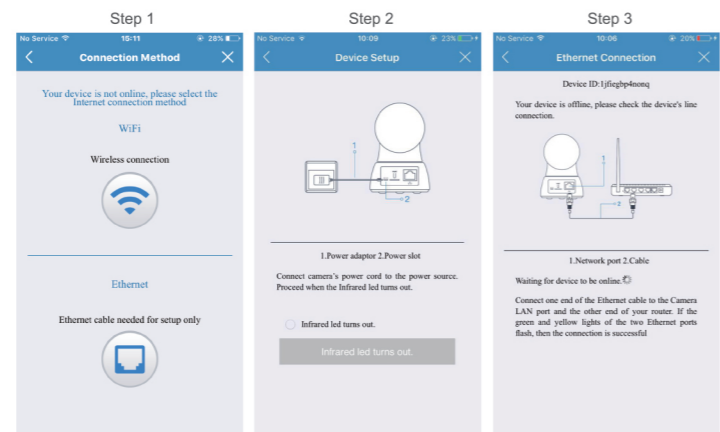 Step 1
No Service 15:11 28%
Connection Method
Your device is not online, please select the
Internet connection method
WiFi
Wireless connection
Ethernet
Ethernet cable needed for setup only
Step 2
No Service 10:09 23%
Device Setup
1
2
1.Power adaptor 2.Power slot
Connect camera's power cord to the power source.
Proceed when the Infrared led turns out.
Infrared led turns out.
Infrared led turns out.
Step 3
No Service 10:06 20%
Ethernet Connection
Device ID:1jfiegbp4nonq
Your device is offline, please check the device's line
connection.
1
2
1.Network port 2.Cable
Waiting for device to be online.
Connect one end of the Ethernet cable to the Camera
LAN port and the other end of your router. If the
green and yellow lights of the two Ethernet ports
flash, then the connection is successful